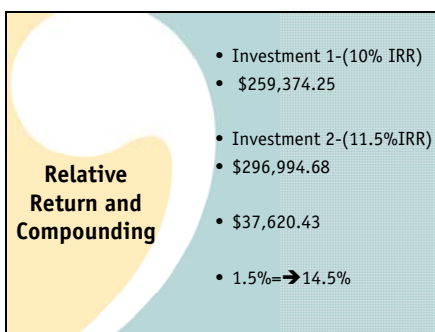 Relative
Return and
Compounding
• Investment 1-(10% IRR)
• $259,374.25
• Investment 2-(11.5%IRR)
• $296,994.68
• $37,620.43
• 1.5%=➔14.5%